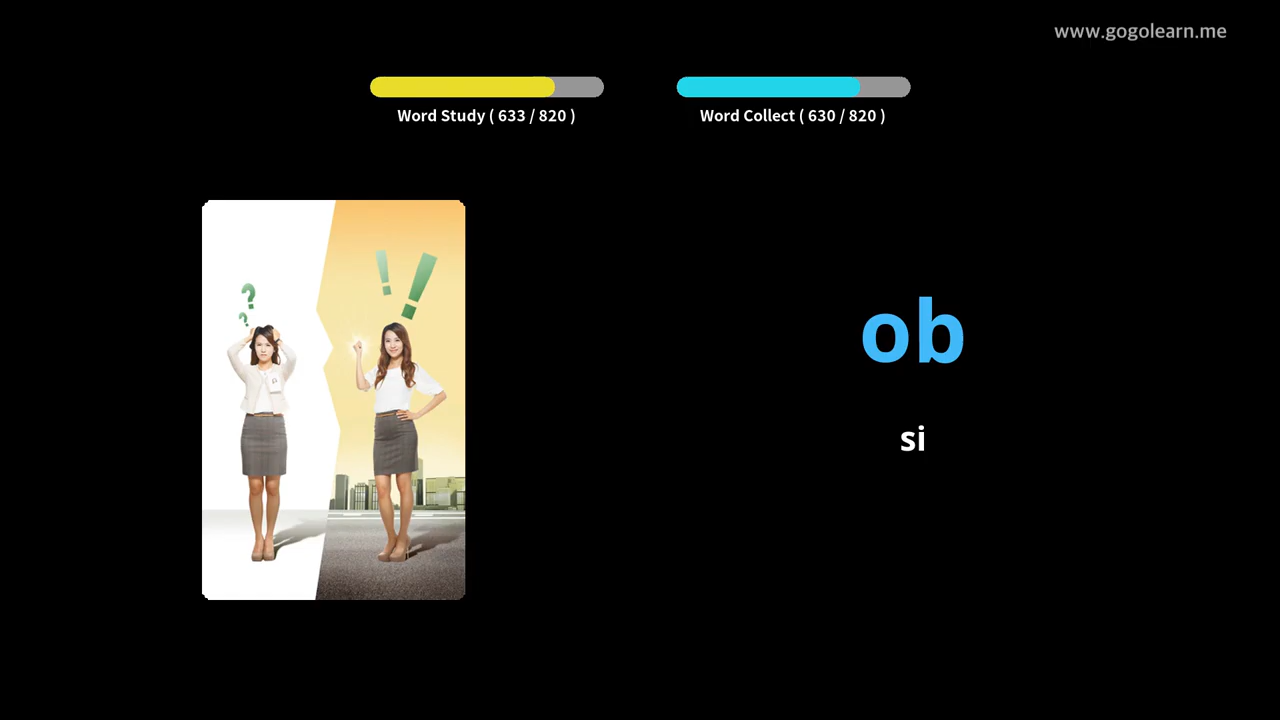 www.gogolearn.me
Word Study ( 633 / 820 )
Word Collect ( 630 / 820 )
? ?
! !
ob
si